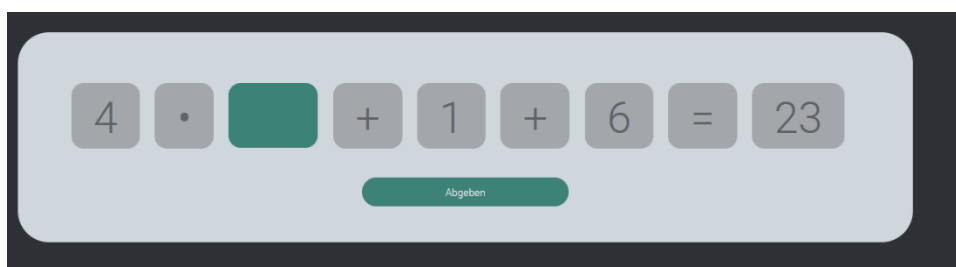 4 • + 1 + 6 = 23
Abgeben